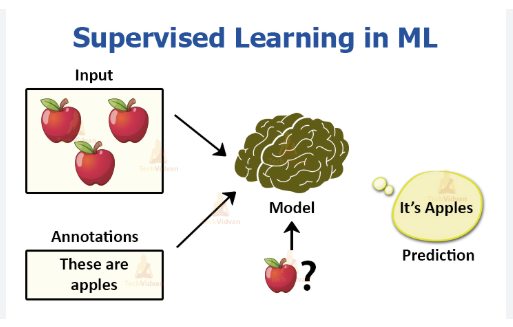 Supervised Learning in ML
Input
Annotations
These are
apples
Model
?
It's Apples
Prediction